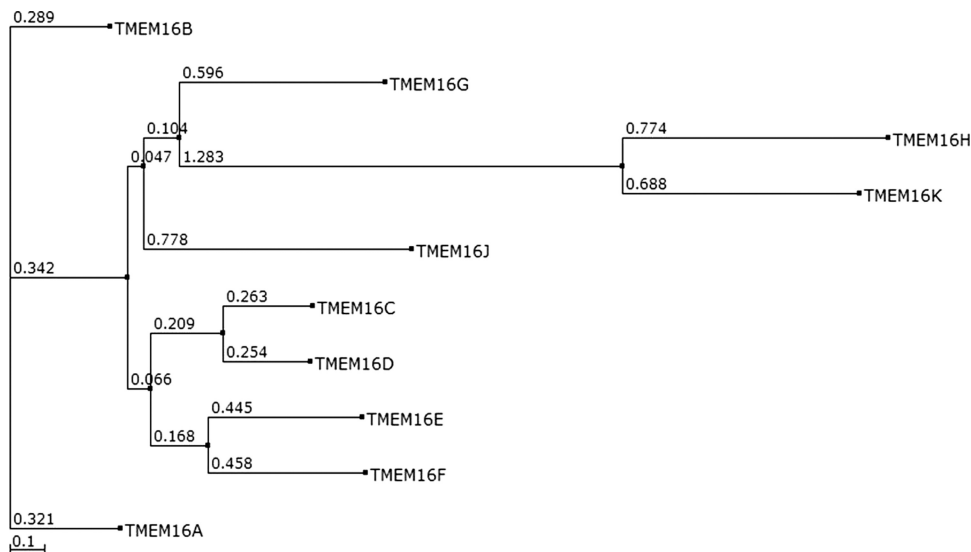 0.289
TMEM16B
0.596
TMEM16G
0.104
0.774
TMEM16H
0.047
1.283
0.688
TMEM16K
0.778
TMEM16J
0.342
0.263
TMEM16C
0.209
0.254
TMEM16D
0.066
0.445
TMEM16E
0.168
0.458
TMEM16F
0.321
TMEM16A
0.1